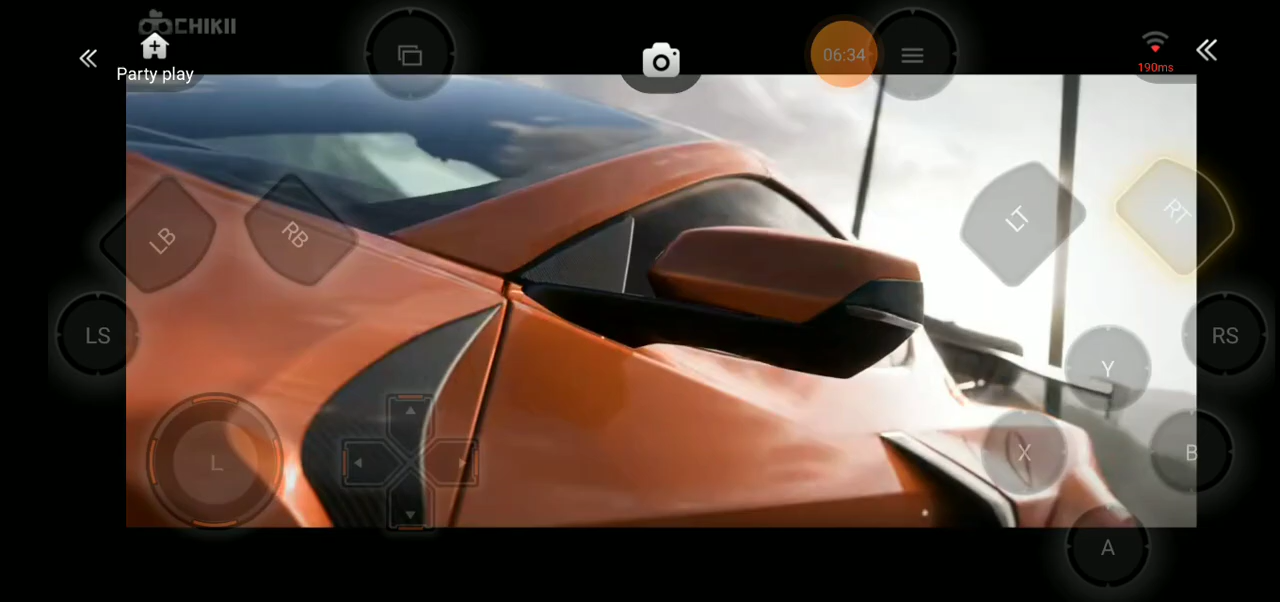 CHIKII
Party play
06:34
190ms
LB
RB
LT
RT
LS
RS
Y
L
X
B
A